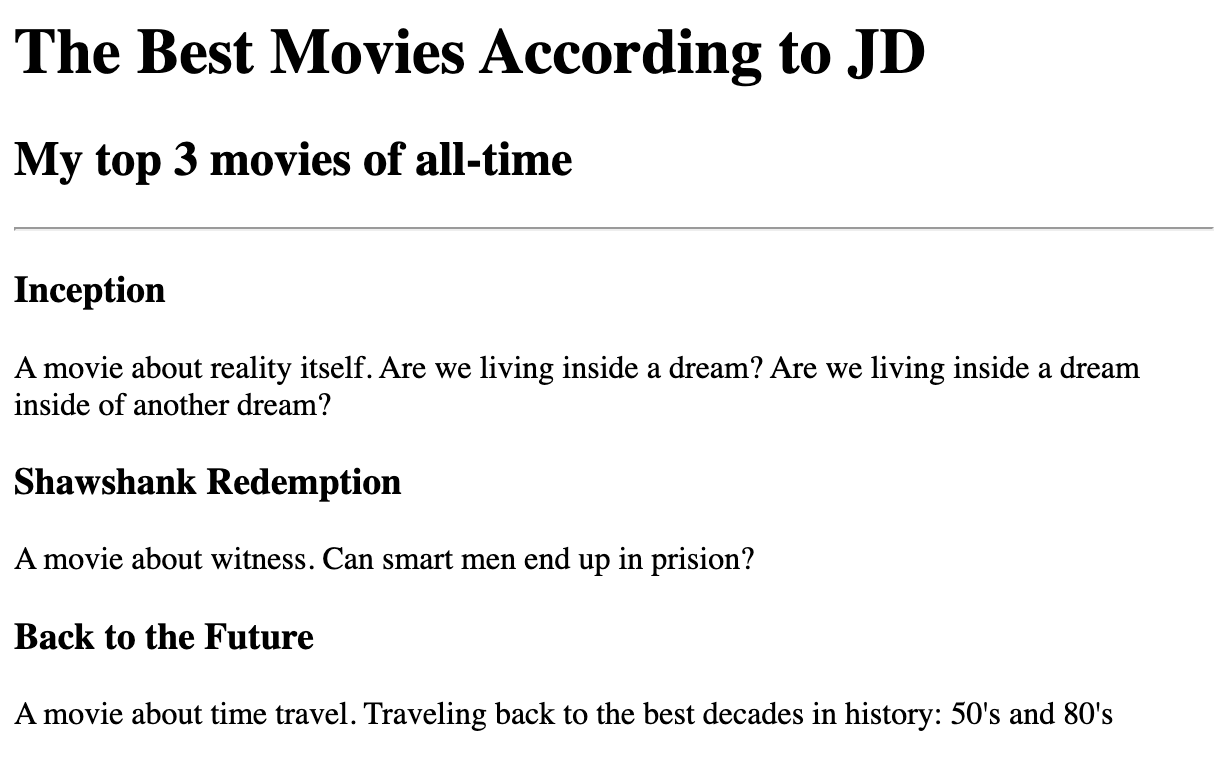 The Best Movies According to JD
My top 3 movies of all-time
Inception
A movie about reality itself. Are we living inside a dream? Are we living inside a dream
inside of another dream?
Shawshank Redemption
A movie about witness. Can smart men end up in prision?
Back to the Future
A movie about time travel. Traveling back to the best decades in history: 50's and 80's